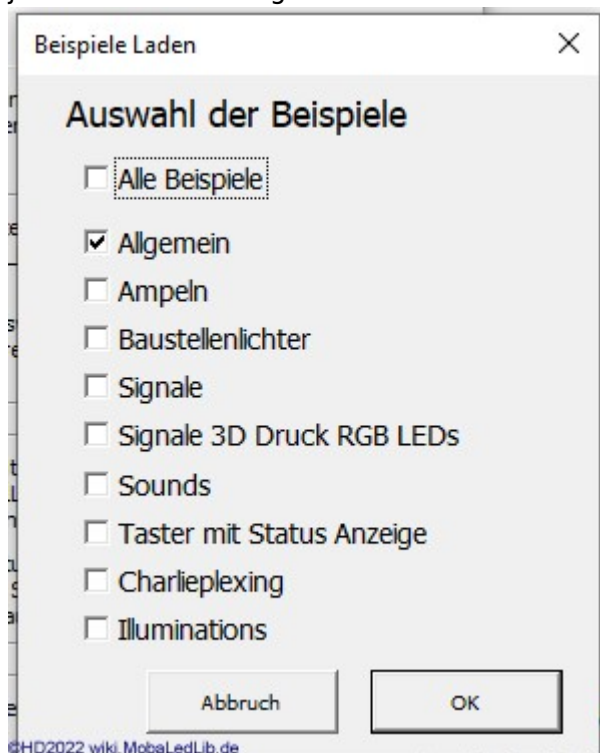 Beispiele Laden
Auswahl der Beispiele
Alle Beispiele
Allgemein
Ampeln
Baustellenlichter
Signale
Signale 3D Druck RGB LEDs
Sounds
Taster mit Status Anzeige
Charlieplexing
Illuminations
Abbruch OK
©HD2022 wiki.MobaLedLib.de